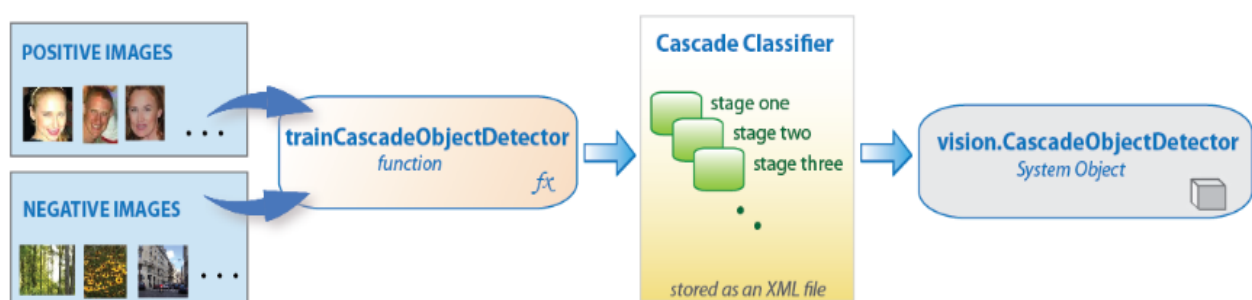 POSITIVE IMAGES
...
NEGATIVE IMAGES
...
trainCascadeObjectDetector
function
fx
Cascade Classifier
stage one
stage two
stage three
stored as an XML file
vision.CascadeObjectDetector
System Object